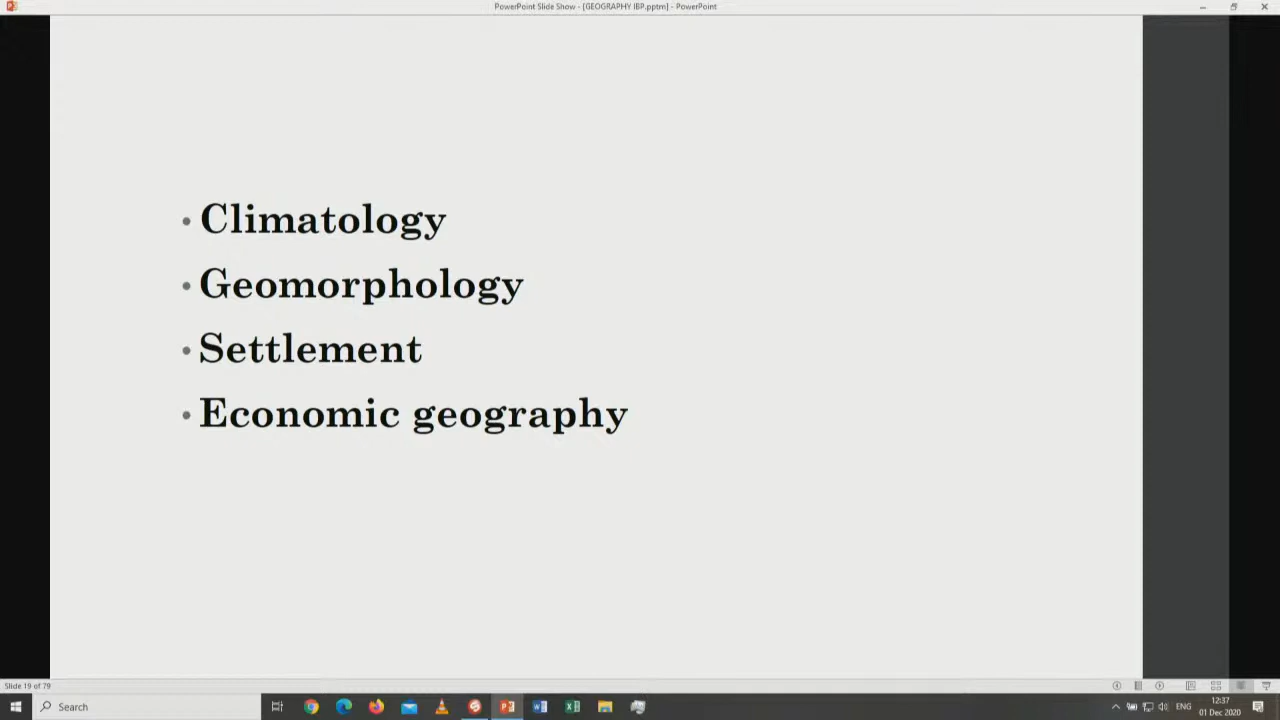 PowerPoint Slide Show - [GEOGRAPHY IBP.pptm] - PowerPoint
• Climatology
• Geomorphology
• Settlement
• Economic geography
Slide 19 of 79
Search
ENG
12:37
01 Dec 2020